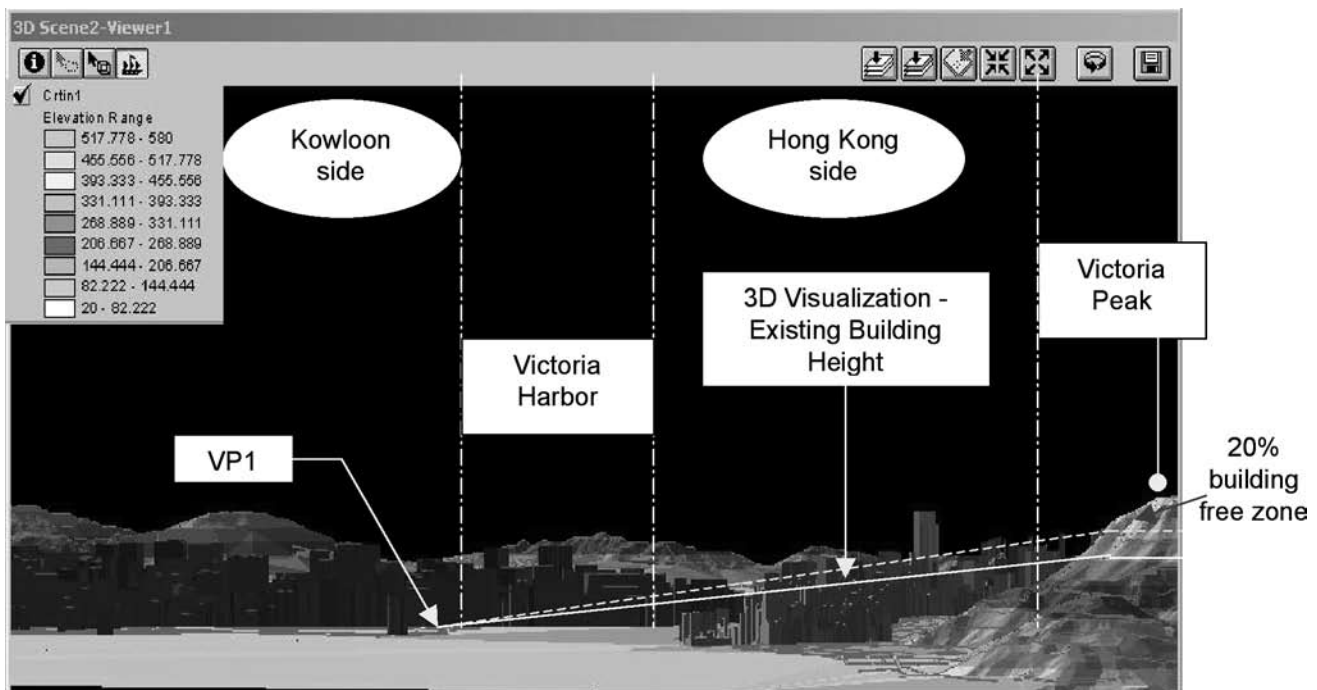 3D Scene2-Viewer1
Crtin1
Elevation Range
517.778 - 580
455.556 - 517.778
393.333 - 455.556
331.111 - 393.333
268.889 - 331.111
206.667 - 268.889
144.444 - 206.667
82.222 - 144.444
20 - 82.222
Kowloon
side
Hong Kong
side
Victoria
Peak
3D Visualization -
Existing Building
Height
Victoria
Harbor
VP1
20%
building
free zone